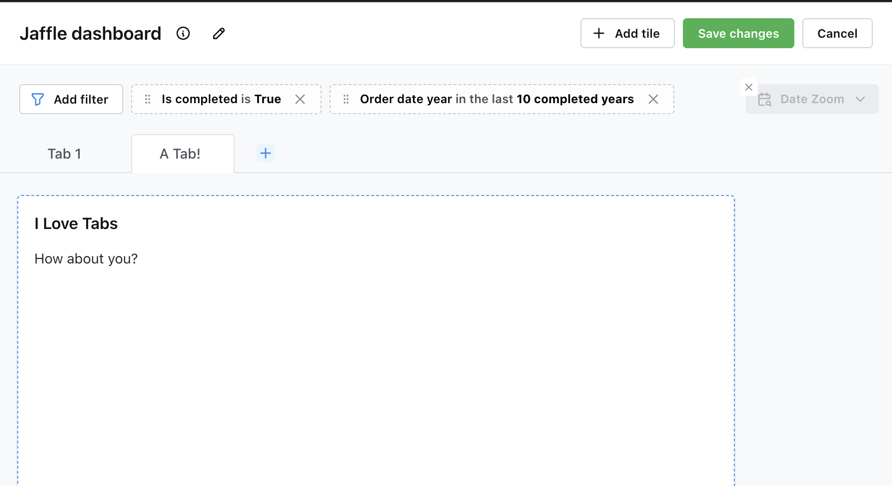 Jaffle dashboard
Add tile
Save changes
Cancel
Add filter
Is completed is True
Order date year in the last 10 completed years
Date Zoom
Tab 1
A Tab!
I Love Tabs
How about you?